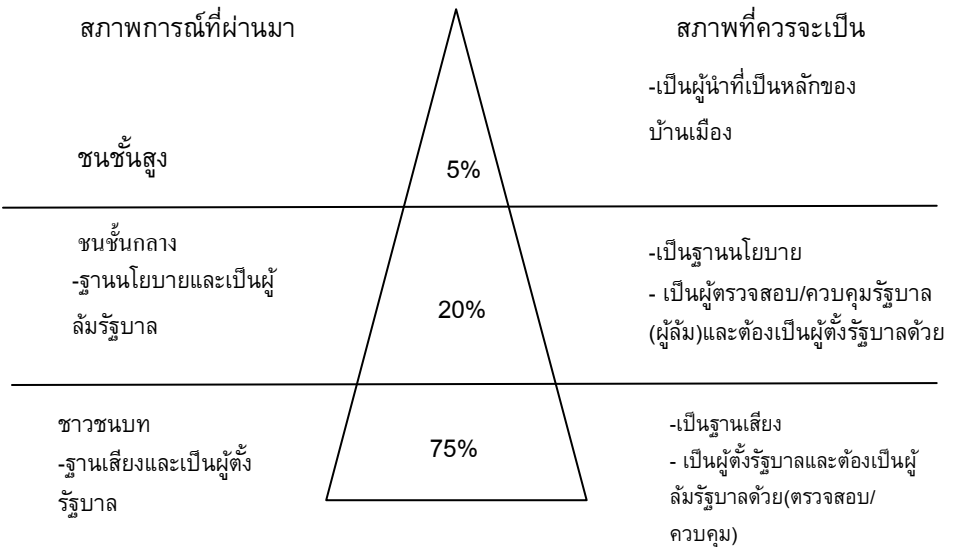 สภาพการณ์ที่ผ่านมา
สภาพที่ควรจะเป็น
ชนชั้นสูง
5%
-เป็นผู้นำที่เป็นหลักของ
บ้านเมือง
ชนชั้นกลาง
-ฐานนโยบายและเป็นผู้
ล้มรัฐบาล
20%
-เป็นฐานนโยบาย
- เป็นผู้ตรวจสอบ/ควบคุมรัฐบาล
(ผู้ล้ม)และต้องเป็นผู้ตั้งรัฐบาลด้วย
ชาวชนบท
-ฐานเสียงและเป็นผู้ตั้ง
รัฐบาล
75%
-เป็นฐานเสียง
- เป็นผู้ตั้งรัฐบาลและต้องเป็นผู้
ล้มรัฐบาลด้วย(ตรวจสอบ/
ควบคุม)